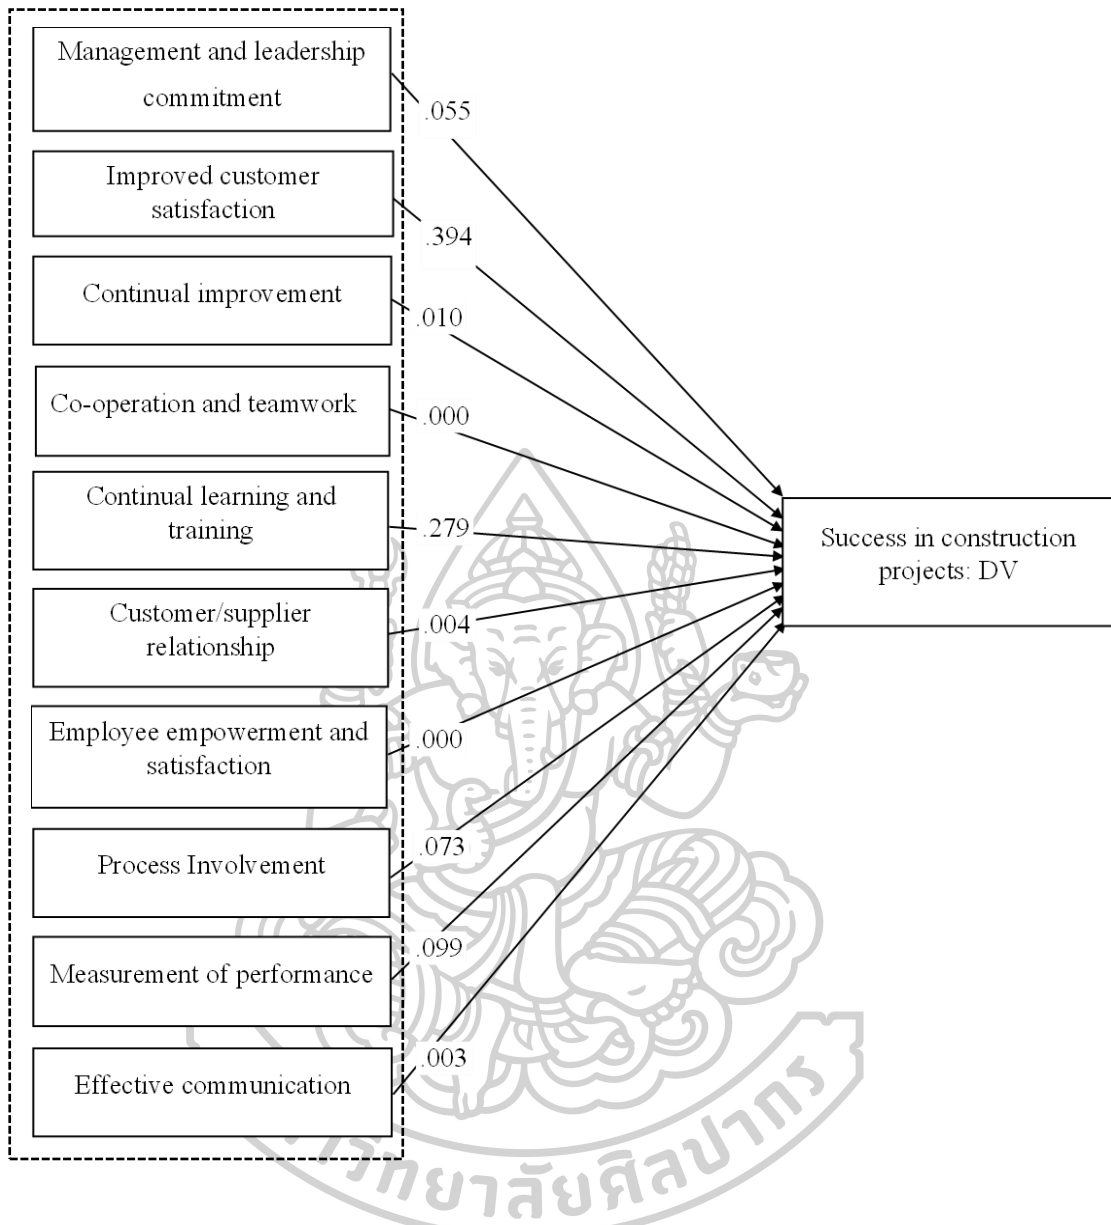 Management and leadership
commitment
.055
Improved customer
satisfaction
.394
Continual improvement
.010
Co-operation and teamwork
.000
Continual learning and
training
.279
Success in construction
projects: DV
Customer/supplier
relationship
.004
Employee empowerment and
satisfaction
.000
Process Involvement
.073
Measurement of performance
.099
Effective communication
.003